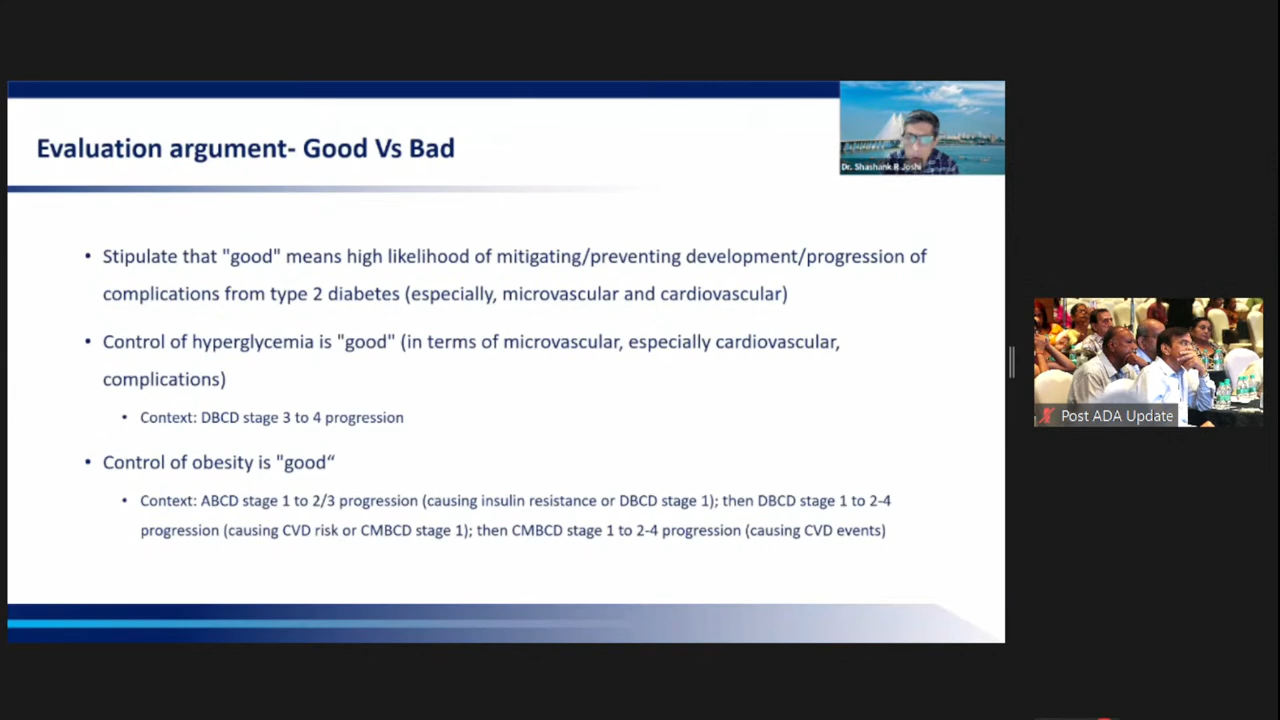 Evaluation argument- Good Vs Bad
Dr. Shashank R Joshi
• Stipulate that "good" means high likelihood of mitigating/preventing development/progression of
complications from type 2 diabetes (especially, microvascular and cardiovascular)
• Control of hyperglycemia is "good" (in terms of microvascular, especially cardiovascular,
complications)
• Context: DBCD stage 3 to 4 progression
• Control of obesity is "good“
• Context: ABCD stage 1 to 2/3 progression (causing insulin resistance or DBCD stage 1); then DBCD stage 1 to 2-4
progression (causing CVD risk or CMBCD stage 1); then CMBCD stage 1 to 2-4 progression (causing CVD events)
Post ADA Update